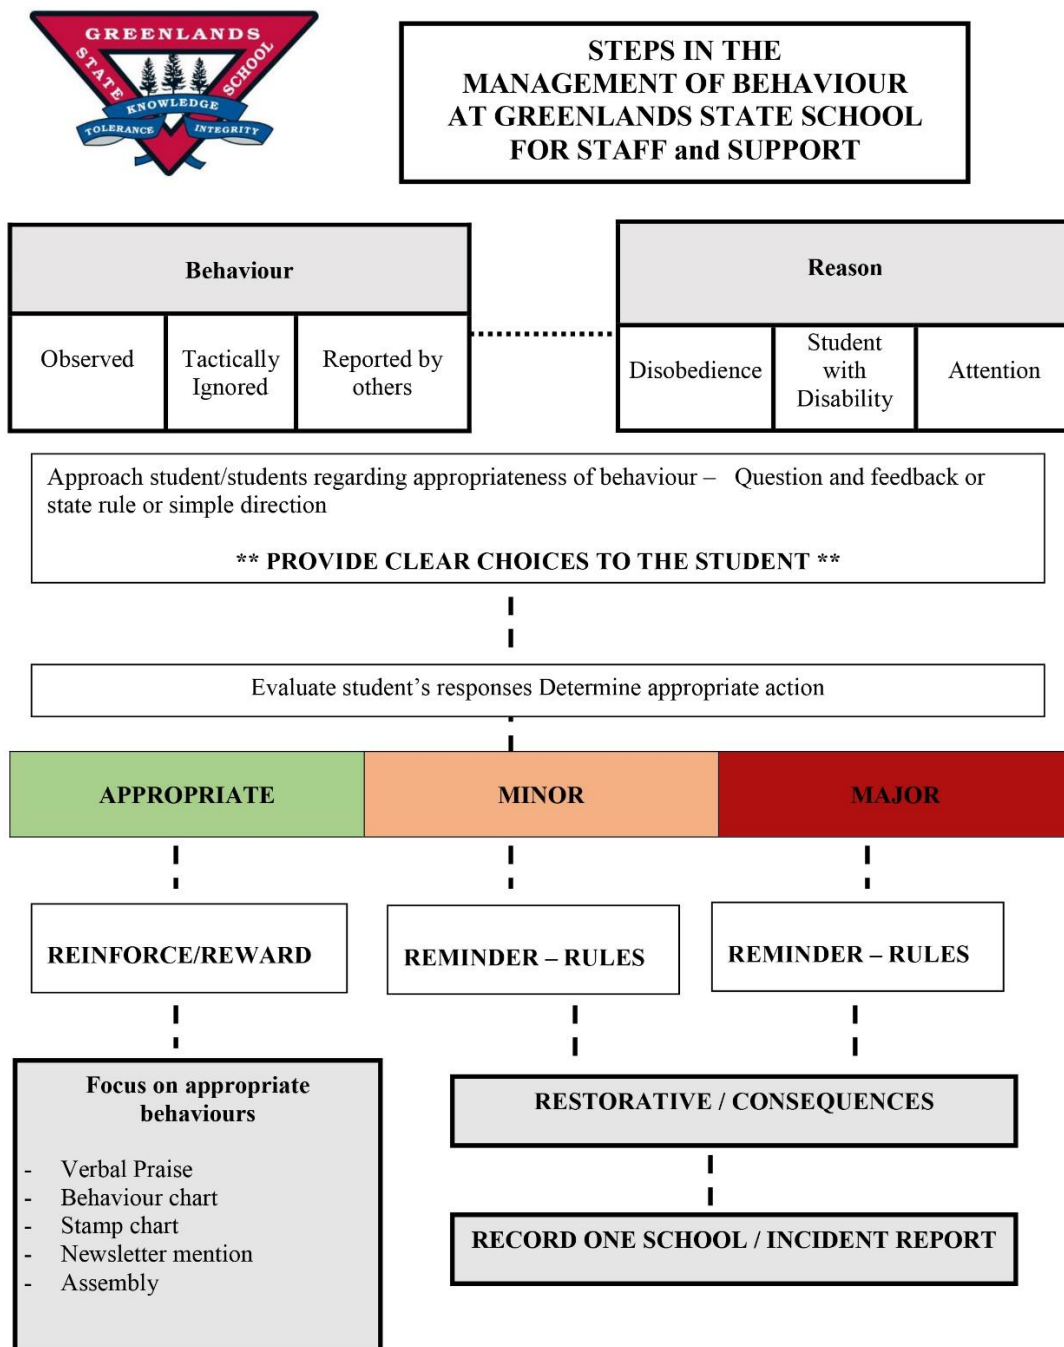 GREENLANDS
STATE
SCHOOL
KNOWLEDGE
TOLERANCE
INTEGRITY
STEPS IN THE
MANAGEMENT OF BEHAVIOUR
AT GREENLANDS STATE SCHOOL
FOR STAFF and SUPPORT
Behaviour
Observed
Tactically
Ignored
Reported by
others
Reason
Disobedience
Student
with
Disability
Attention
Approach student/students regarding appropriateness of behaviour – Question and feedback or
state rule or simple direction
** PROVIDE CLEAR CHOICES TO THE STUDENT **
Evaluate student’s responses Determine appropriate action
APPROPRIATE
MINOR
MAJOR
REINFORCE/REWARD
REMINDER – RULES
REMINDER – RULES
Focus on appropriate
behaviours
- Verbal Praise
- Behaviour chart
- Stamp chart
- Newsletter mention
- Assembly
RESTORATIVE / CONSEQUENCES
RECORD ONE SCHOOL / INCIDENT REPORT